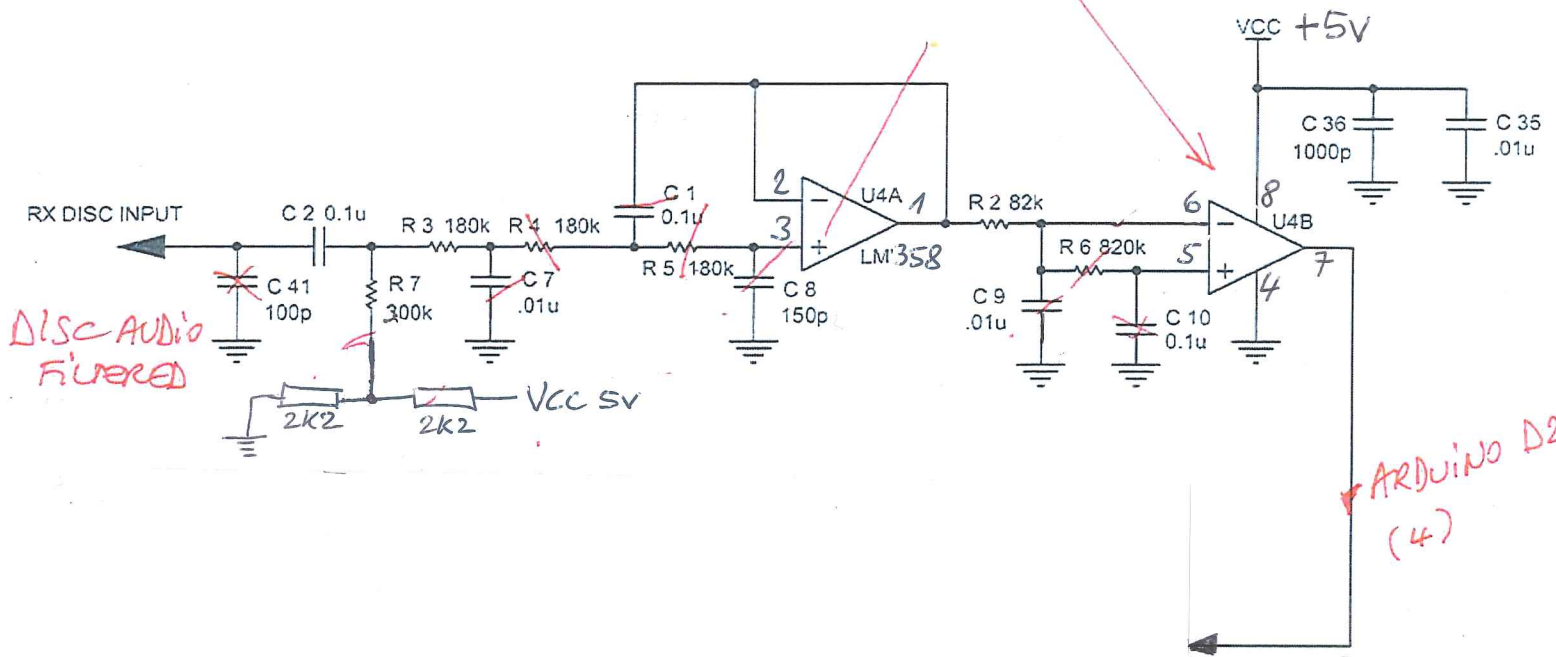 VCC +5V
C 36
1000p
C 35
.01u
RX DISC INPUT
C 2 0.1u
R 3 180k
R 4 180k
C 1
0.1u
R 5 180k
2
3
U4A
1
LM'358
R 2 82k
6
8
U4B
5
7
4
R 6 820k
C 41
100p
R 7
300k
C 7
.01u
C 8
150p
C 9
.01u
C 10
0.1u
DISC AUDIO
FILTERED
2K2
2K2
VCC 5V
ARDUiNO D2
(4)